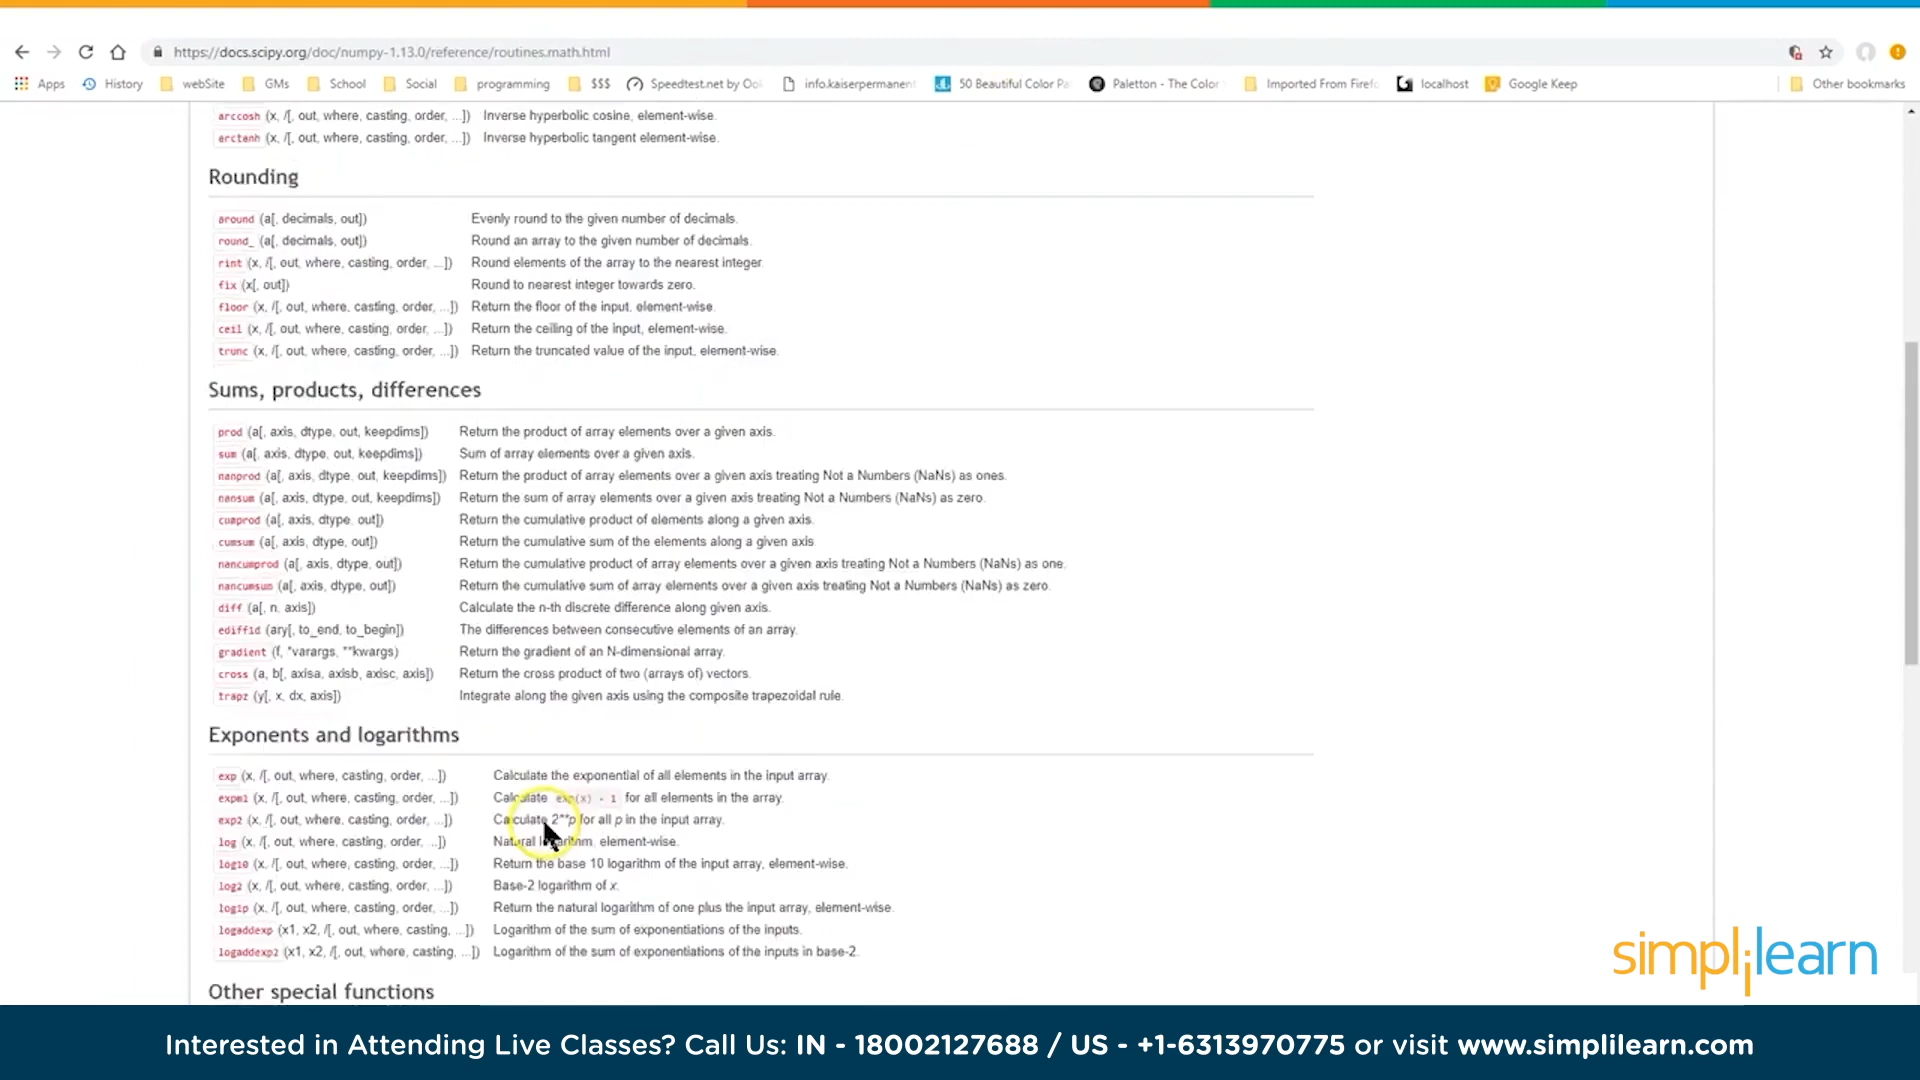 https://docs.scipy.org/doc/numpy-1.13.0/reference/routines.math.html
Apps History webSite GMs School Social programming $$$ Speedtest.net by Ool info.kaiserpermanent 50 Beautiful Color Pa Paletton - The Color Imported From Firefo localhost Google Keep Other bookmarks
arccosh (x, /[, out, where, casting, order, ...]) Inverse hyperbolic cosine, element-wise.
arctanh (x, /[, out, where, casting, order, ...]) Inverse hyperbolic tangent element-wise.
Rounding
around (a[, decimals, out]) Evenly round to the given number of decimals.
round_ (a[, decimals, out]) Round an array to the given number of decimals.
rint (x, /[, out, where, casting, order, ...]) Round elements of the array to the nearest integer.
fix (x[, out]) Round to nearest integer towards zero.
floor (x, /[, out, where, casting, order, ...]) Return the floor of the input, element-wise.
ceil (x, /[, out, where, casting, order, ...]) Return the ceiling of the input, element-wise.
trunc (x, /[, out, where, casting, order, ...]) Return the truncated value of the input, element-wise.
Sums, products, differences
prod (a[, axis, dtype, out, keepdims]) Return the product of array elements over a given axis.
sum (a[, axis, dtype, out, keepdims]) Sum of array elements over a given axis.
nanprod (a[, axis, dtype, out, keepdims]) Return the product of array elements over a given axis treating Not a Numbers (NaNs) as ones.
nansum (a[, axis, dtype, out, keepdims]) Return the sum of array elements over a given axis treating Not a Numbers (NaNs) as zero.
cumprod (a[, axis, dtype, out]) Return the cumulative product of elements along a given axis.
cumsum (a[, axis, dtype, out]) Return the cumulative sum of the elements along a given axis.
nancumprod (a[, axis, dtype, out]) Return the cumulative product of array elements over a given axis treating Not a Numbers (NaNs) as one.
nancumsum (a[, axis, dtype, out]) Return the cumulative sum of array elements over a given axis treating Not a Numbers (NaNs) as zero.
diff (a[, n, axis]) Calculate the n-th discrete difference along given axis.
ediff1d (ary[, to_end, to_begin]) The differences between consecutive elements of an array.
gradient (f, *varargs, **kwargs) Return the gradient of an N-dimensional array.
cross (a, b[, axisa, axisb, axisc, axis]) Return the cross product of two (arrays of) vectors.
trapz (y[, x, dx, axis]) Integrate along the given axis using the composite trapezoidal rule.
Exponents and logarithms
exp (x, /[, out, where, casting, order, ...]) Calculate the exponential of all elements in the input array.
expm1 (x, /[, out, where, casting, order, ...]) Calculate exp(x) - 1 for all elements in the array.
exp2 (x, /[, out, where, casting, order, ...]) Calculate 2**p for all p in the input array.
log (x, /[, out, where, casting, order, ...]) Natural logarithm, element-wise.
log10 (x, /[, out, where, casting, order, ...]) Return the base 10 logarithm of the input array, element-wise.
log2 (x, /[, out, where, casting, order, ...]) Base-2 logarithm of x.
log1p (x, /[, out, where, casting, order, ...]) Return the natural logarithm of one plus the input array, element-wise.
logaddexp (x1, x2, /[, out, where, casting, ...]) Logarithm of the sum of exponentiations of the inputs.
logaddexp2 (x1, x2, /[, out, where, casting, ...]) Logarithm of the sum of exponentiations of the inputs in base-2.
Other special functions
simplilearn
Interested in Attending Live Classes? Call Us: IN - 18002127688 / US - +1-6313970775 or visit www.simplilearn.com